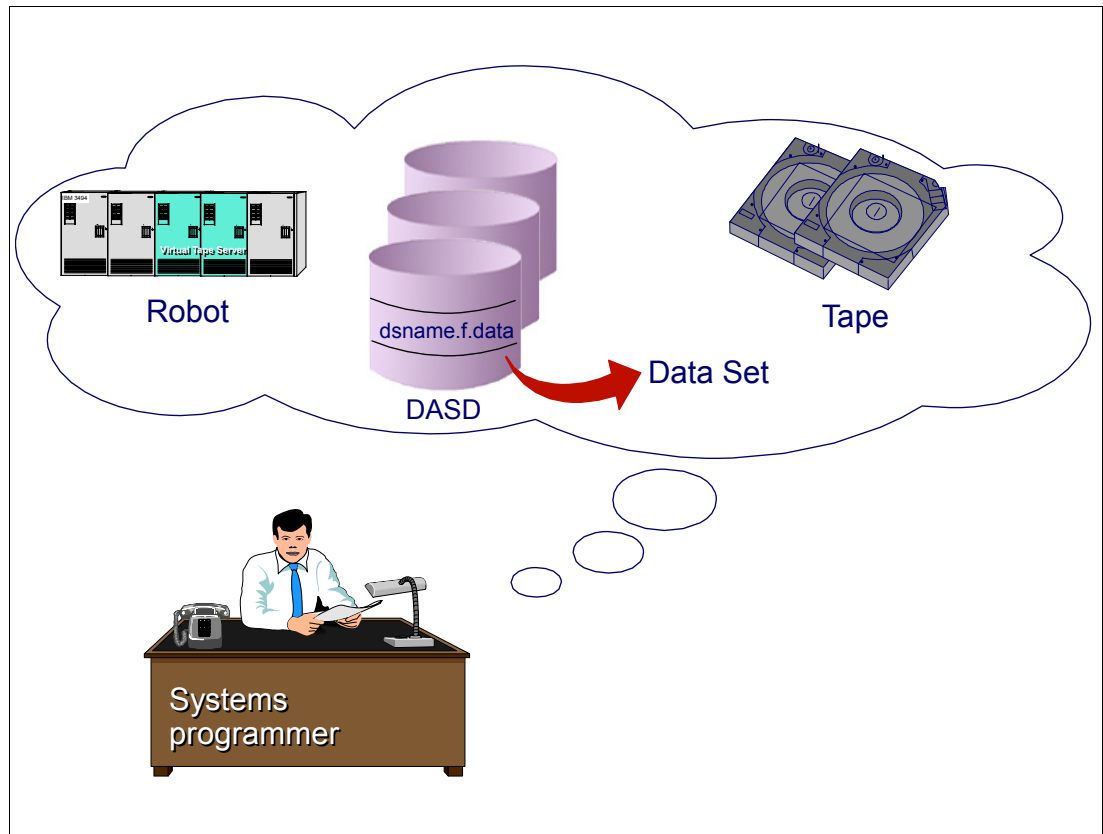 IBM 3494
Virtual Tape Server
Robot
dsname.f.data
DASD
Data Set
Tape
Systems
programmer